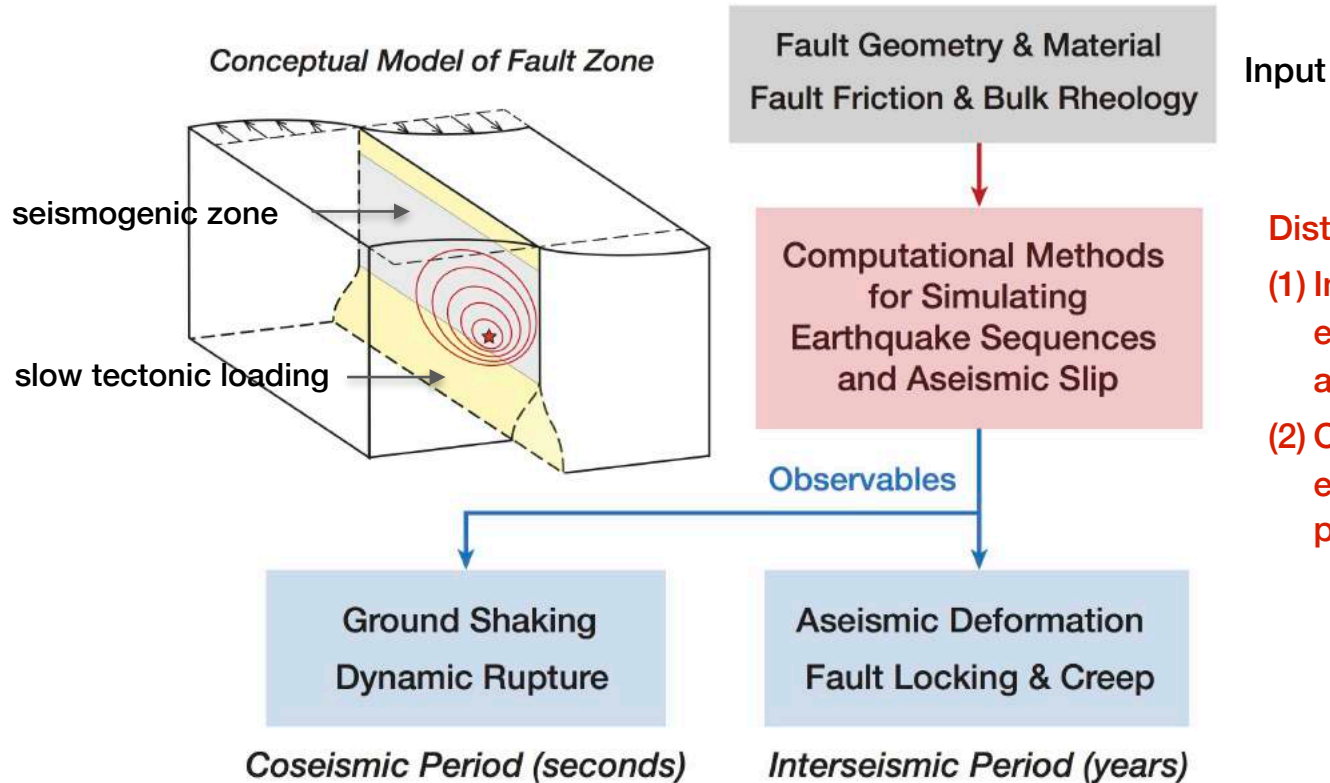 Conceptual Model of Fault Zone
seismogenic zone
slow tectonic loading
Fault Geometry & Material
Fault Friction & Bulk Rheology
Input
Computational Methods
for Simulating
Earthquake Sequences
and Aseismic Slip
Dist
(1) In
e
a
(2) C
e
p
Observables
Ground Shaking
Dynamic Rupture
Coseismic Period (seconds)
Aseismic Deformation
Fault Locking & Creep
Interseismic Period (years)